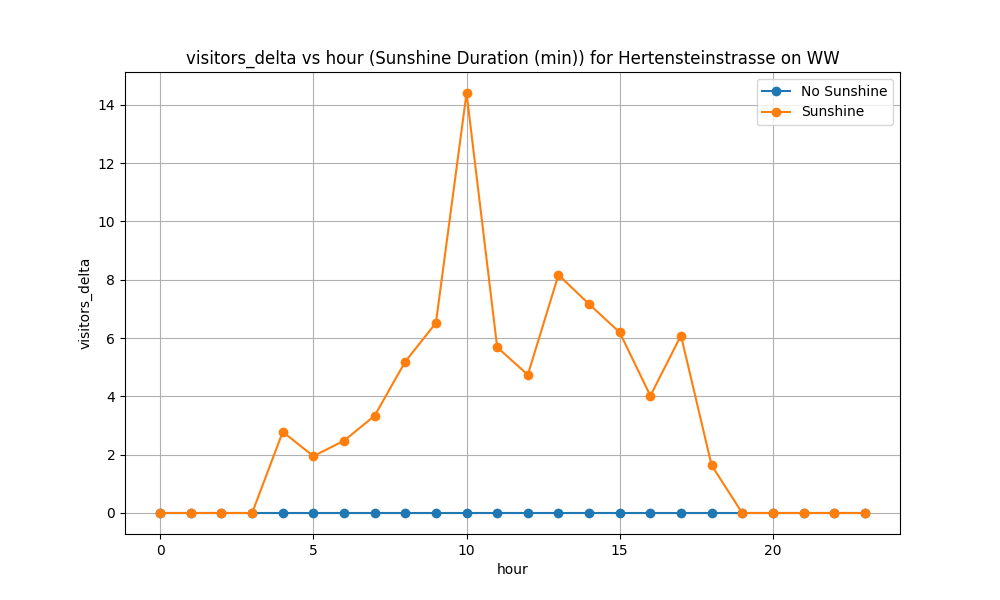 visitors_delta vs hour (Sunshine Duration (min)) for Hertensteinstrasse on WW
No Sunshine
Sunshine
visitors_delta
14
12
10
8
6
4
2
0
0 5 10 15 20
hour